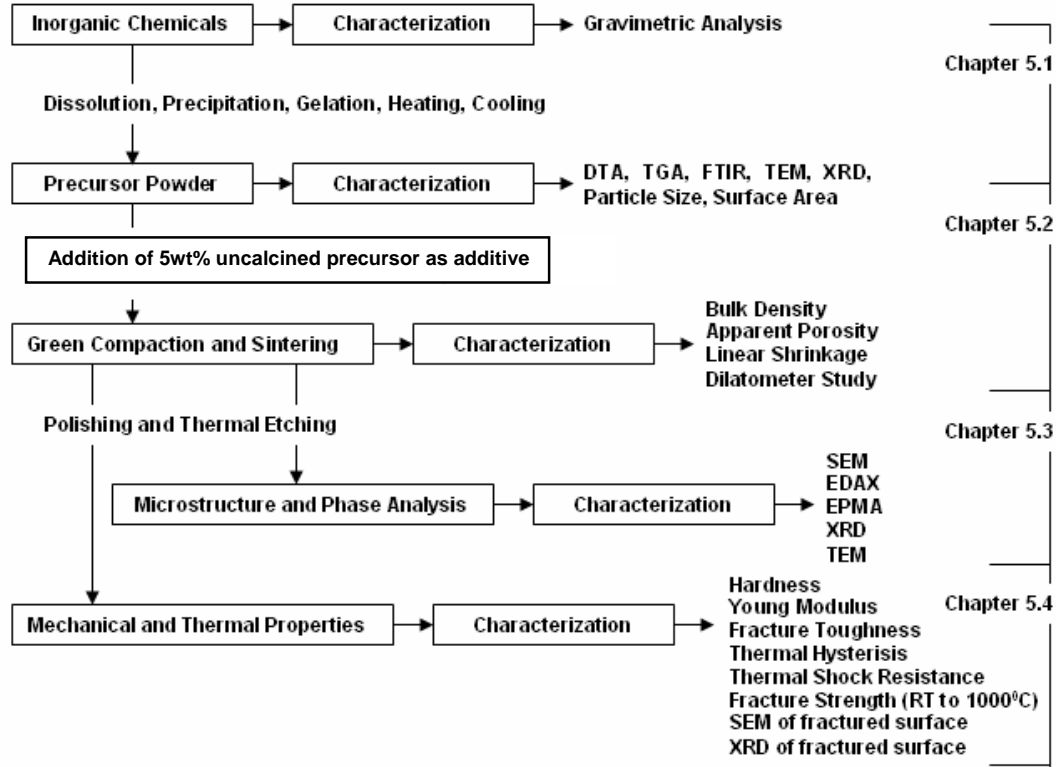 Inorganic Chemicals
Characterization
Gravimetric Analysis
Chapter 5.1
Dissolution, Precipitation, Gelation, Heating, Cooling
Precursor Powder
Characterization
DTA, TGA, FTIR, TEM, XRD,
Particle Size, Surface Area
Chapter 5.2
Addition of 5wt% uncalcined precursor as additive
Green Compaction and Sintering
Characterization
Bulk Density
Apparent Porosity
Linear Shrinkage
Dilatometer Study
Polishing and Thermal Etching
Chapter 5.3
Microstructure and Phase Analysis
Characterization
SEM
EDAX
EPMA
XRD
TEM
Mechanical and Thermal Properties
Characterization
Hardness
Young Modulus
Fracture Toughness
Thermal Hysterisis
Thermal Shock Resistance
Fracture Strength (RT to 1000⁰C)
SEM of fractured surface
XRD of fractured surface
Chapter 5.4